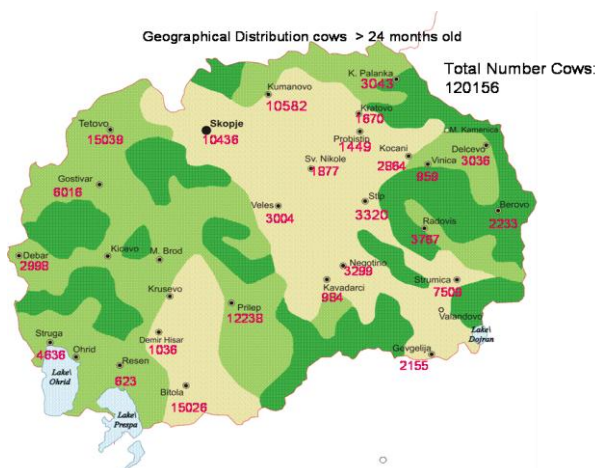 Geographical Distribution cows > 24 months old
Total Number Cows:
120156
K. Palanka
3043
Kumanovo
10582
Kratovo
1670
Tetovo
15039
Skopje
10436
Probistip
1449
M. Kamenica
Delcevo
3036
Kocani
2864
Vinica
959
Sv. Nikole
1877
Gostivar
6016
Veles
3004
Stip
3320
Berovo
2233
Radovis
3767
Debar
2998
Kicevo
M. Brod
Negotino
3299
Kavadarci
984
Strumica
7509
Krusevo
Prilep
12238
Valandovo
Struga
4636
Ohrid
Demir Hisar
1036
Lake\
Dojran
Gevgelija
2155
Resen
623
Lake\
Ohrid
Bitola
15026
Lake\
Prespa